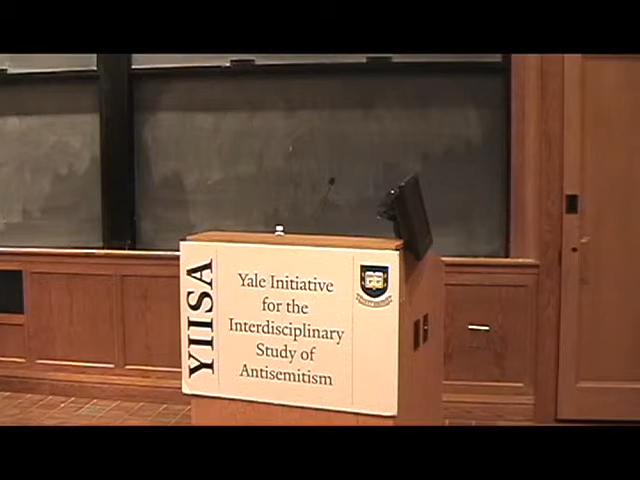 YIISA
Yale Initiative
for the
Interdisciplinary
Study of
Antisemitism